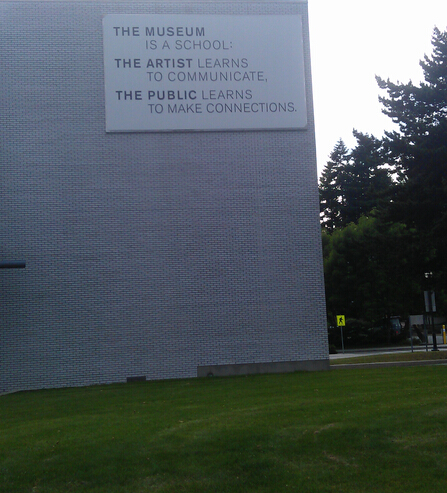 THE MUSEUM
IS A SCHOOL:
THE ARTIST LEARNS
TO COMMUNICATE,
THE PUBLIC LEARNS
TO MAKE CONNECTIONS.